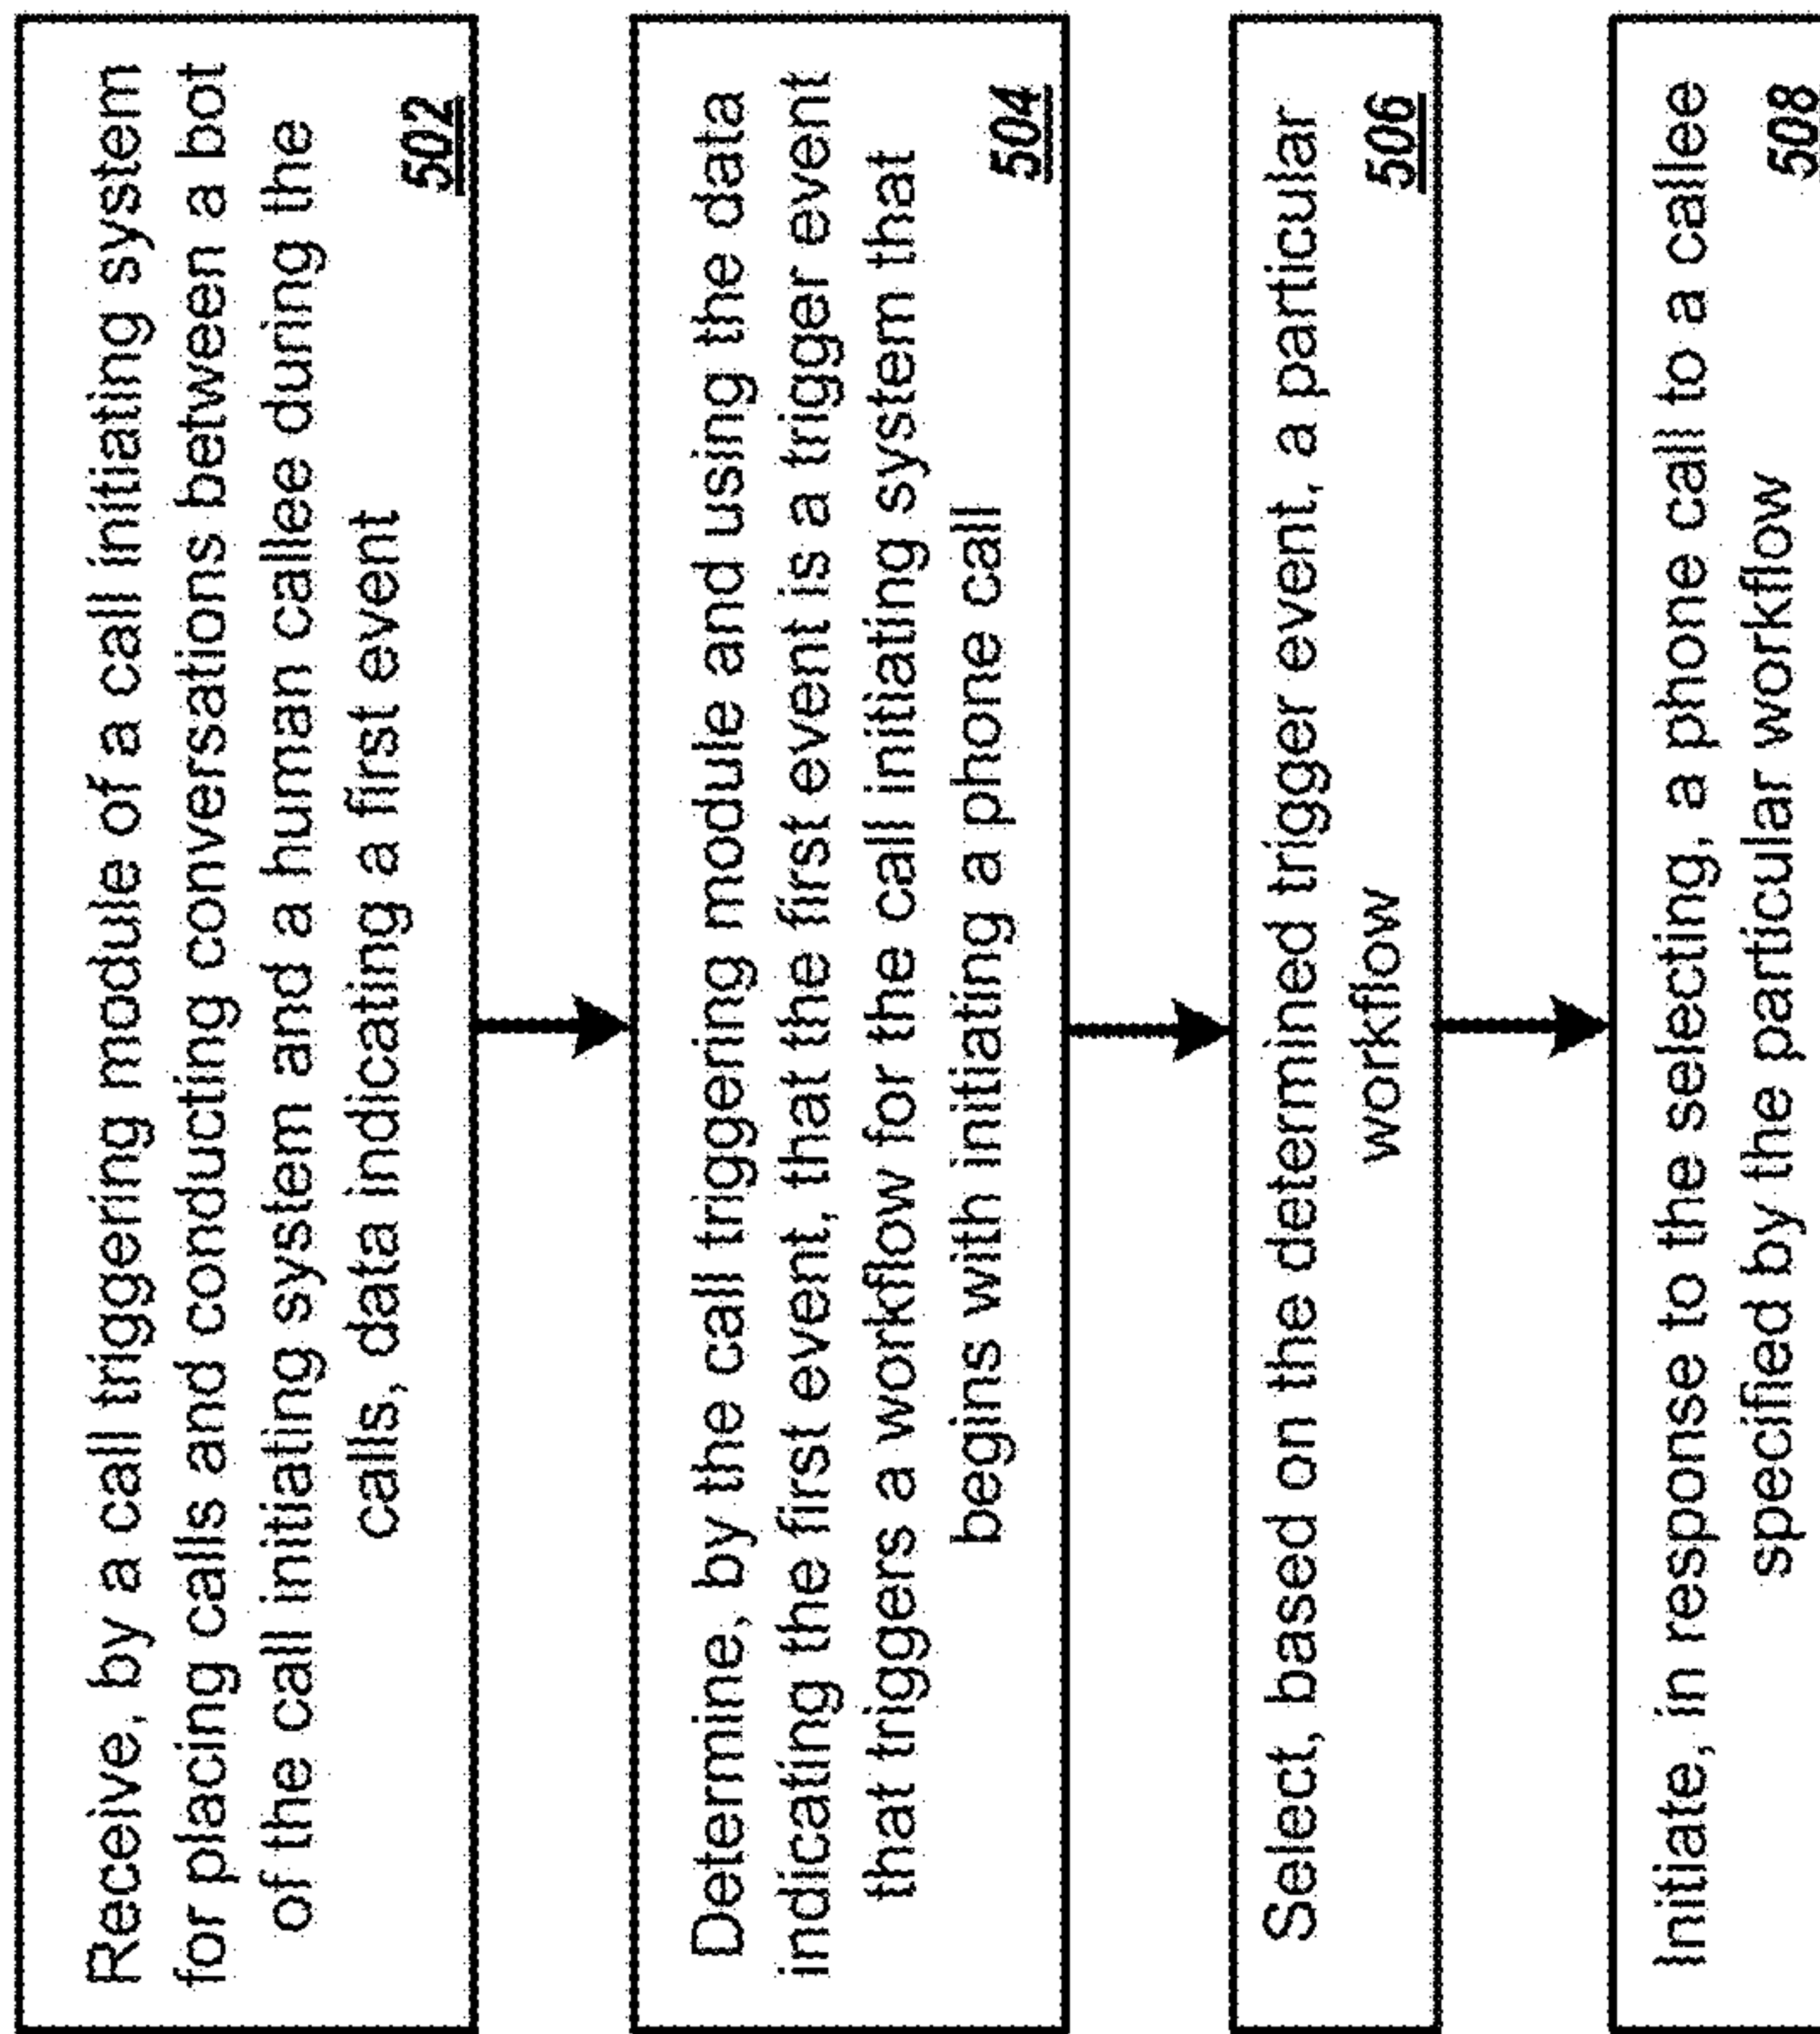 Receive, by a call triggering module of a call initiating system
for placing calls and conducting conversations between a bot
of the call initiating system and a human callee during the
calls, data indicating a first event
502
Determine, by the call triggering module and using the data
indicating the first event, that the first event is a trigger event
that triggers a workflow for the call initiating system that
begins with initiating a phone call
504
Select, based on the determined trigger event, a particular
workflow
506
Initiate, in response to the selecting, a phone call to a callee
specified by the particular workflow
508